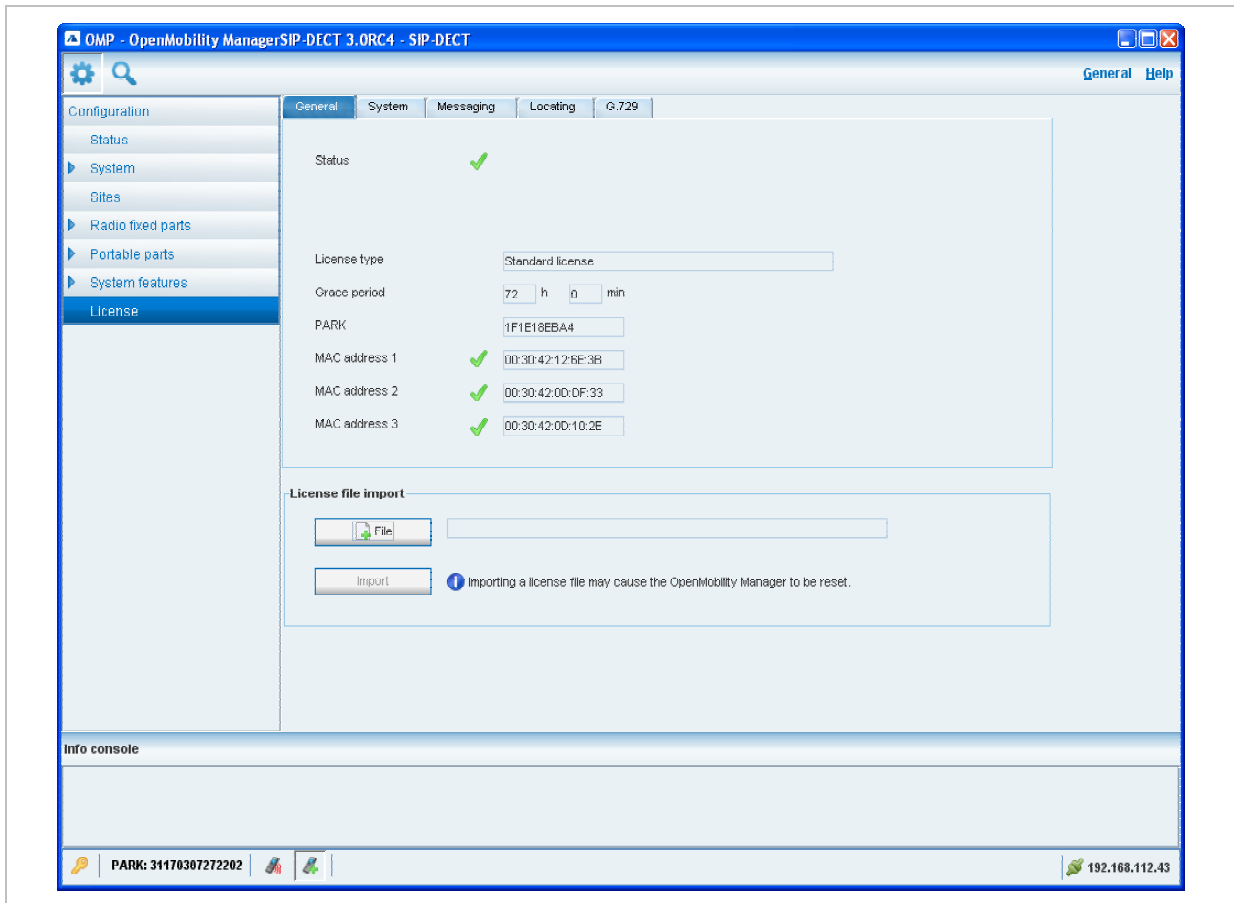 OMP - OpenMobility ManagerSIP-DECT 3.0RC4 - SIP-DECT
General Help
Configuration
Status
System
Sites
Radio fixed parts
Portable parts
System features
License
General System Messaging Locating G.729
Status
License type Standard license
Grace period 72 h 0 min
PARK 1F1E18EBA4
MAC address 1 00:30:42:12:6E:3B
MAC address 2 00:30:42:0D:DF:33
MAC address 3 00:30:42:0D:10:2E
License file import
File
Import Importing a license file may cause the OpenMobility Manager to be reset.
Info console
PARK: 31170307272202 192.168.112.43